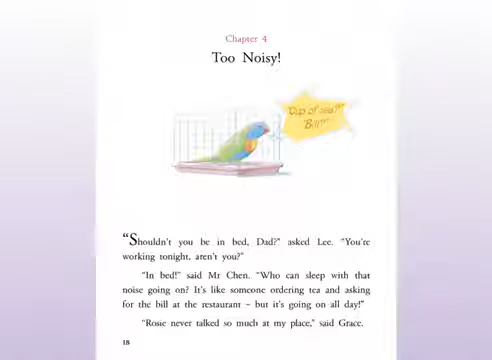 Chapter 4
Too Noisy!
"Cup of tea?"
"Bill!"
"Shouldn't you be in bed, Dad?" asked Lee. "You're
working tonight, aren't you?"
"In bed!" said Mr Chen. "Who can sleep with that
noise going on? It's like someone ordering tea and asking
for the bill at the restaurant – but it's going on all day!"
"Rosie never talked so much at my place," said Grace.
18